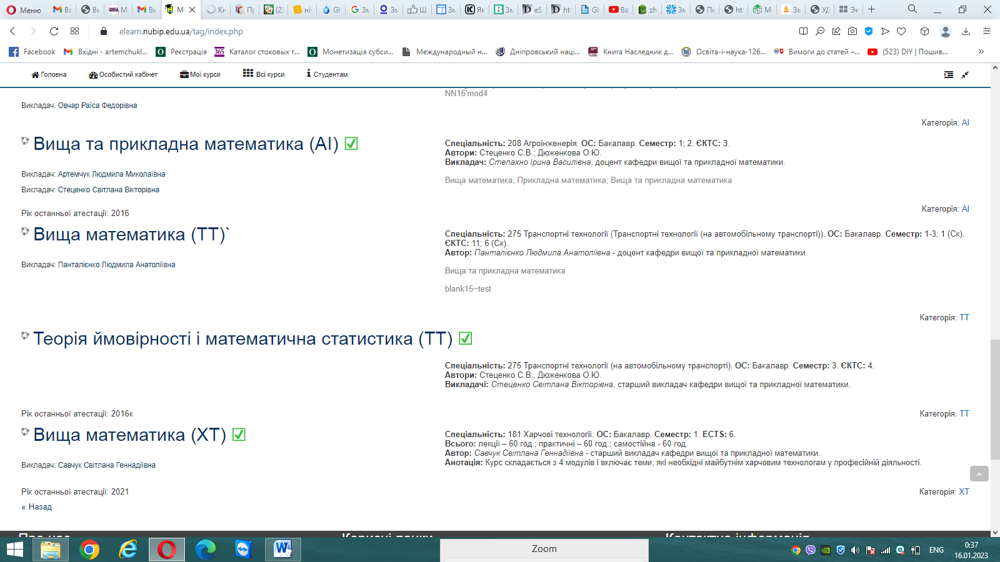 Меню
elearn.nubip.edu.ua/tag/index.php
Facebook
Вхідні - artemchukl...
Реєстрація
Каталог стоковых т...
Монетизація субси...
Международный н...
Дніпровський наці...
Книга Наследник д...
Освіта-і-наука-126...
Вимоги до статей –...
(523) DIY | Пошив...
Головна
Особистий кабінет
Мої курси
Всі курси
Студентам
NN16`mod4
Викладач: Овчар Раїса Федорівна
Категорія: АІ
Вища та прикладна математика (АІ)
Спеціальність: 208 Агроінженерія. ОС: Бакалавр. Семестр: 1; 2. ЄКТС: 3.
Автори: Стеценко С.В.; Дюженкова О.Ю.
Викладач: Степахно Ірина Василівна, доцент кафедри вищої та прикладної математики.
Викладач: Артемчук Людмила Миколаївна
Вища математика; Прикладна математика; Вища та прикладна математика
Викладач: Стеценко Світлана Вікторівна
Категорія: АІ
Рік останньої атестації: 2016
Вища математика (ТТ)`
Спеціальність: 275 Транспортні технології (Транспортні технології (на автомобільному транспорті)). ОС: Бакалавр. Семестр: 1-3; 1 (Ск).
ЄКТС: 11; 6 (Ск).
Автор: Панталієнко Людмила Анатоліївна - доцент кафедри вищої та прикладної математики.
Викладач: Панталієнко Людмила Анатоліївна
Вища та прикладна математика
blank15~test
Категорія: ТТ
Теорія ймовірності і математична статистика (ТТ)
Спеціальність: 275 Транспортні технології (на автомобільному транспорті). ОС: Бакалавр. Семестр: 3. ЄКТС: 4.
Автори: Стеценко С.В., Дюженкова О.Ю.
Викладачі: Стеценко Світлана Вікторівна, старший викладач кафедри вищої та прикладної математики.
Рік останньої атестації: 2016к
Категорія: ТТ
Вища математика (ХТ)
Спеціальність: 181 Харчові технології. ОС: Бакалавр. Семестр: 1. ECTS: 6.
Всього: лекції – 60 год.; практичні – 60 год.; самостійна - 60 год.
Автор: Савчук Світлана Геннадіївна - старший викладач кафедри вищої та прикладної математики.
Анотація: Курс складається з 4 модулів і включає теми, які необхідні майбутнім харчовим технологам у професійній діяльності.
Викладач: Савчук Світлана Геннадіївна
Рік останньої атестації: 2021
Категорія: ХТ
« Назад
Про нас
Корисні ланки
Контактна інформація
Zoom
ENG
0:37
16.01.2023